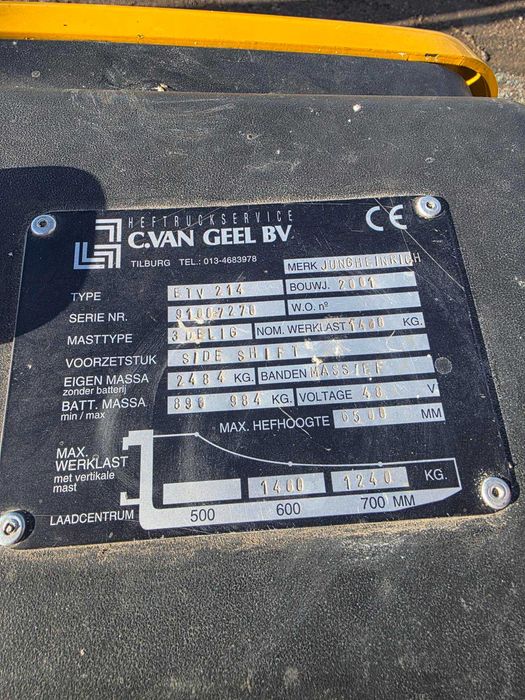 HEFTRUCKSERVICE
C.VAN GEEL BV
CE
TILBURG TEL.: 013-4683978
MERK JUNGHEINRICH
TYPE ETV 214 BOUWJ. 2001
SERIE NR. 91007270 W.O. nº
MASTTYPE 3 DELIG NOM. WERKLAST 1400 KG.
VOORZETSTUK SIDE SHIFT
EIGEN MASSA 2484 KG. BANDEN MASSIEF
zonder batterij
BATT. MASSA 896 984 KG. VOLTAGE 48 V
min / max
MAX. HEFHOOGTE 6500 MM
MAX.
WERKLAST
met vertikale
mast
1400 1240 KG.
LAADCENTRUM 500 600 700 MM